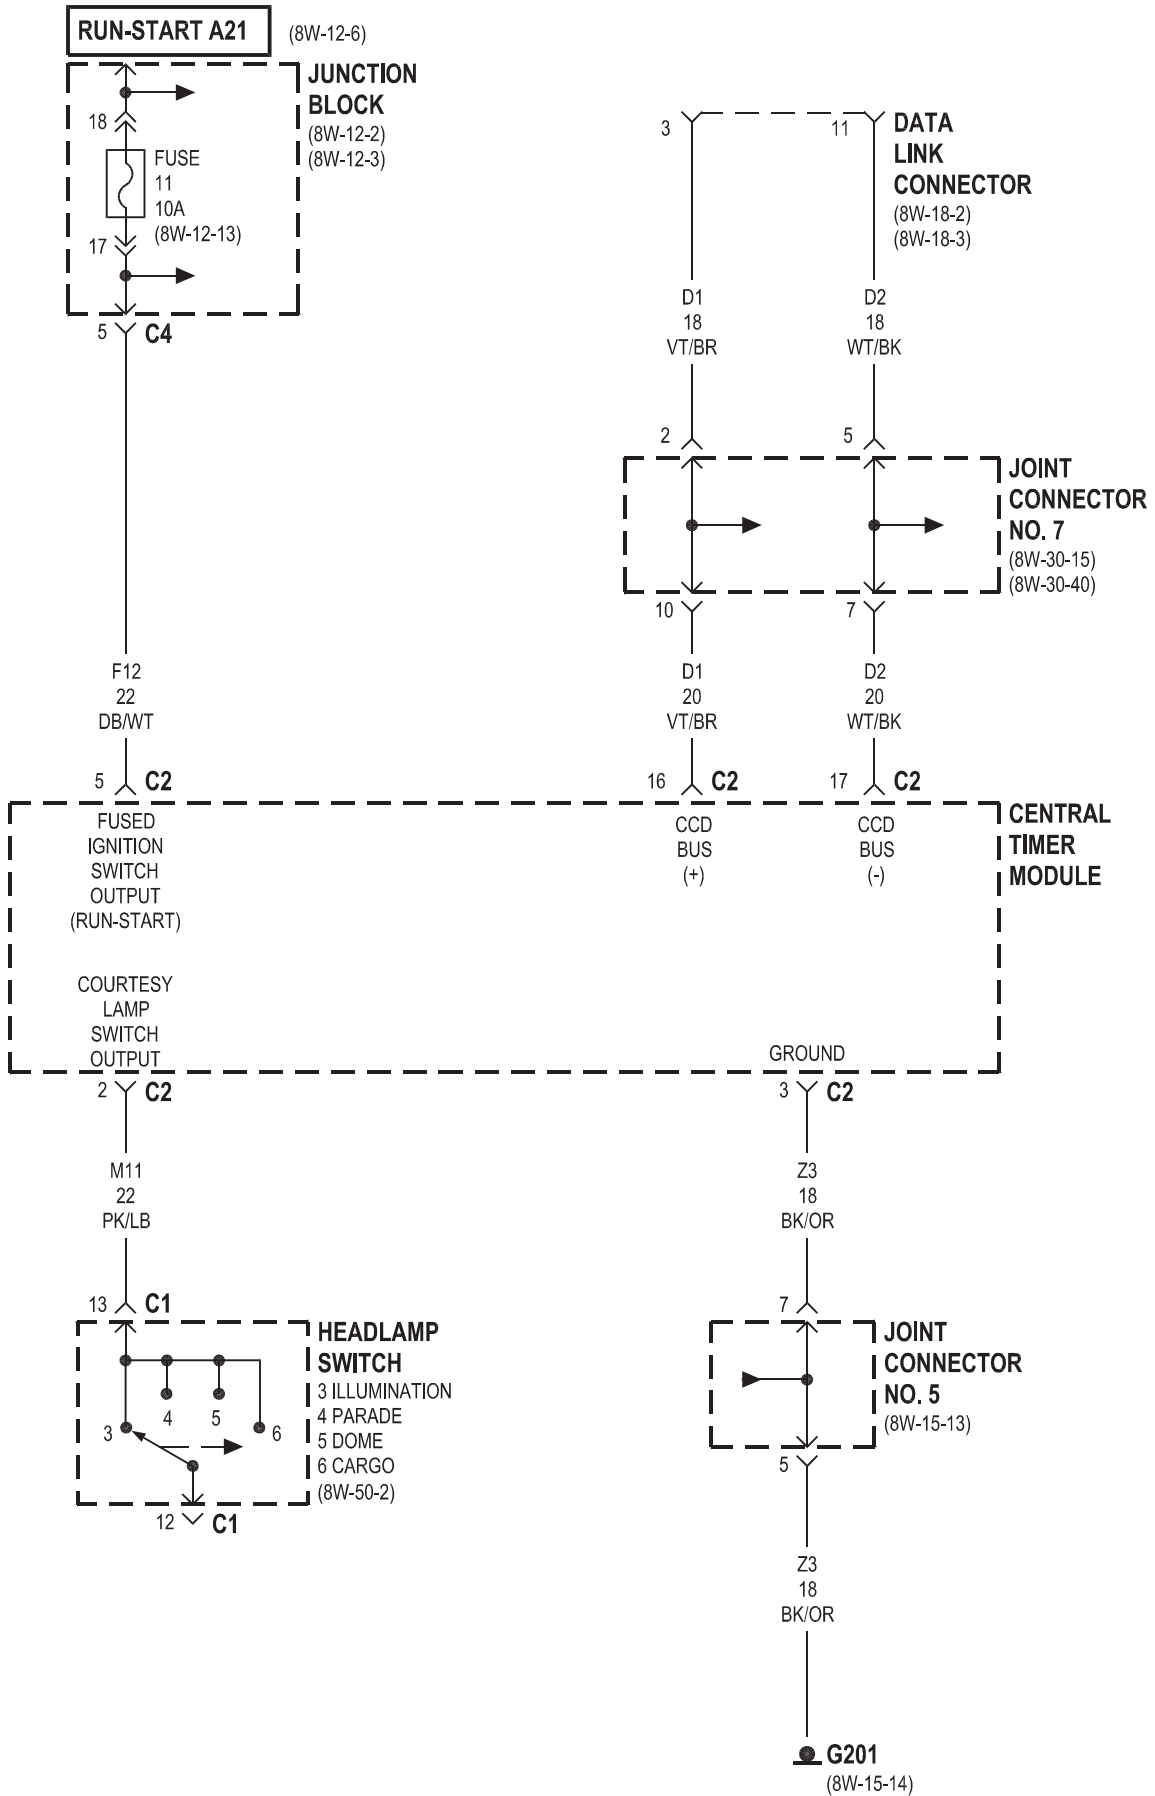 RUN-START A21
(8W-12-6)
JUNCTION
BLOCK
(8W-12-2)
(8W-12-3)
18
FUSE
11
10A
(8W-12-13)
17
5
C4
3
11
DATA
LINK
CONNECTOR
(8W-18-2)
(8W-18-3)
D1
18
VT/BR
D2
18
WT/BK
2
5
JOINT
CONNECTOR
NO. 7
(8W-30-15)
(8W-30-40)
10
7
F12
22
DB/WT
D1
20
VT/BR
D2
20
WT/BK
5
C2
16
C2
17
C2
CENTRAL
TIMER
MODULE
FUSED
IGNITION
SWITCH
OUTPUT
(RUN-START)
CCD
BUS
(+)
CCD
BUS
(-)
COURTESY
LAMP
SWITCH
OUTPUT
GROUND
2
C2
3
C2
M11
22
PK/LB
Z3
18
BK/OR
13
C1
7
HEADLAMP
SWITCH
3 ILLUMINATION
4 PARADE
5 DOME
6 CARGO
(8W-50-2)
3
4
5
6
12
C1
JOINT
CONNECTOR
NO. 5
(8W-15-13)
5
Z3
18
BK/OR
G201
(8W-15-14)